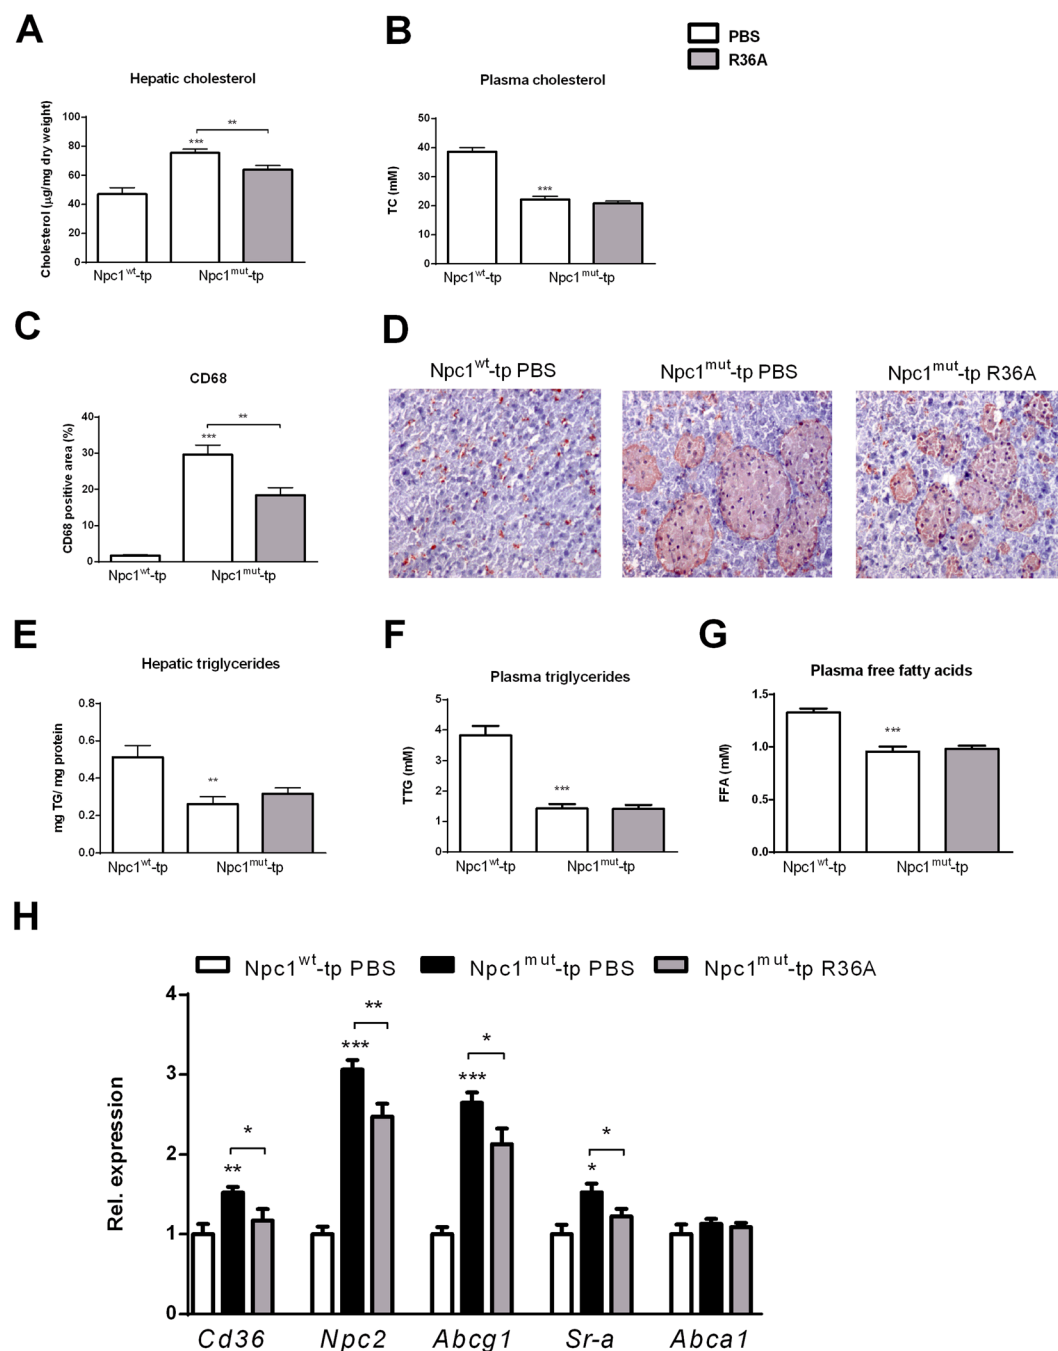 A
B
PBS
R36A
Hepatic cholesterol
Cholesterol (µg/mg dry weight)
100
80
60
40
20
0
***
**
Npc1wt-tp
Npc1mut-tp
Plasma cholesterol
TC (mM)
50
40
30
20
10
0
***
Npc1wt-tp
Npc1mut-tp
C
CD68
CD68 positive area (%)
40
30
20
10
0
***
**
Npc1wt-tp
Npc1mut-tp
D
Npc1wt-tp PBS
Npc1mut-tp PBS
Npc1mut-tp R36A
E
Hepatic triglycerides
mg TG/ mg protein
0.8
0.6
0.4
0.2
0.0
**
Npc1wt-tp
Npc1mut-tp
F
Plasma triglycerides
TTG (mM)
5
4
3
2
1
0
***
Npc1wt-tp
Npc1mut-tp
G
Plasma free fatty acids
FFA (mM)
1.5
1.0
0.5
0.0
***
Npc1wt-tp
Npc1mut-tp
H
Npc1wt-tp PBS
Npc1mut-tp PBS
Npc1mut-tp R36A
Rel. expression
4
3
2
1
0
**
*
***
**
***
*
*
*
Cd36
Npc2
Abcg1
Sr-a
Abca1